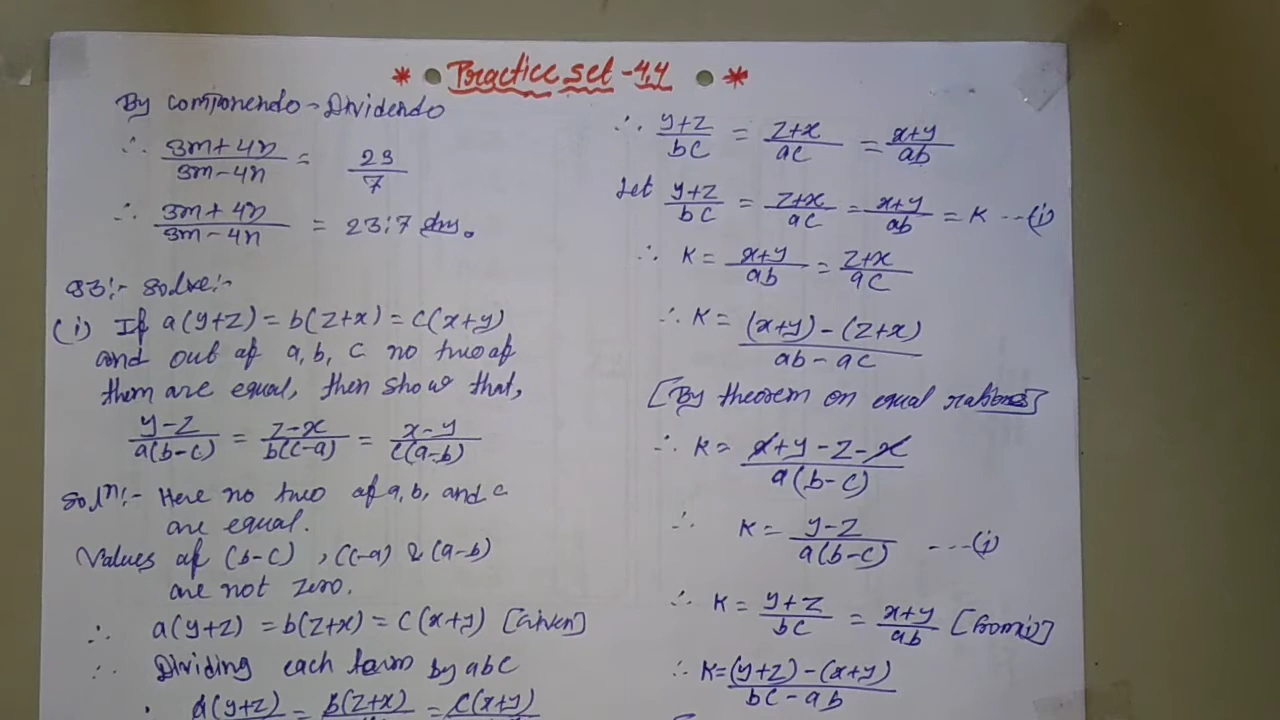 * Practice set - 4.4 *
By componendo - Dividendo
∴ (3m+4n)/(3m-4n) = 23/7
∴ (3m+4n)/(3m-4n) = 23:7 Ans.
Q3:- Solve:-
(i) If a(y+z) = b(z+x) = c(x+y)
and out of a, b, c no two of
them are equal, then show that,
(y-z)/(a(b-c)) = (z-x)/(b(c-a)) = (x-y)/(c(a-b))
Solⁿ:- Here no two of a, b, and c
are equal.
Values of (b-c), (c-a) & (a-b)
are not zero.
∴ a(y+z) = b(z+x) = c(x+y) [Given]
∴ Dividing each term by abc
∴ a(y+z) = b(z+x) = c(x+y)
∴ (y+z)/bc = (z+x)/ac = (x+y)/ab
Let (y+z)/bc = (z+x)/ac = (x+y)/ab = K ---(i)
∴ K = (x+y)/ab = (z+x)/ac
∴ K = ((x+y)-(z+x))/(ab-ac)
[By theorem on equal ratios]
∴ K = (x+y-z-x)/(a(b-c))
∴ K = (y-z)/(a(b-c)) ---(i)
∴ K = (y+z)/bc = (x+y)/ab [from i)]
∴ K = ((y+z)-(x+y))/(bc-ab)